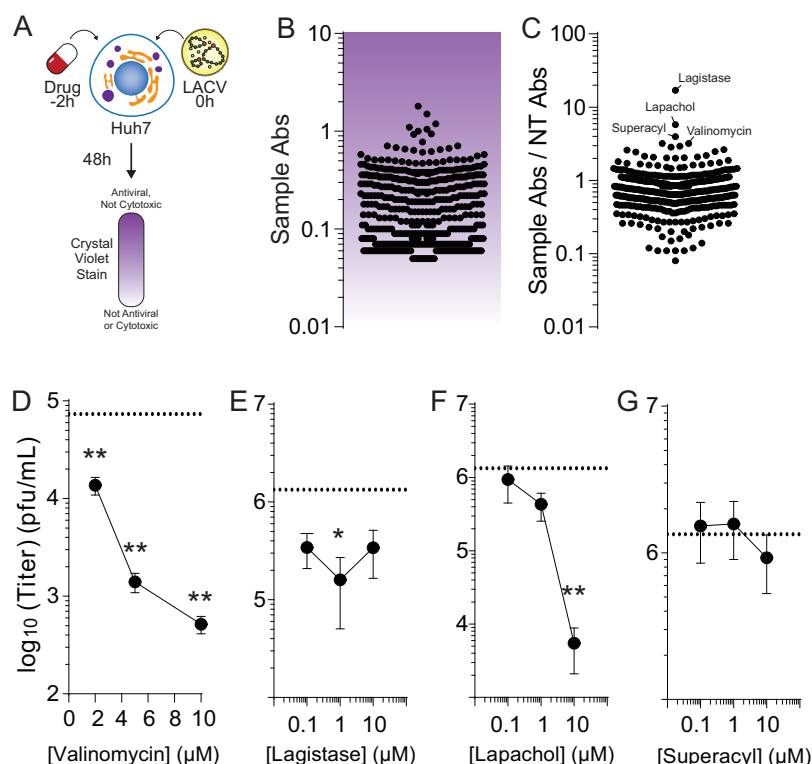 A
Drug
-2h
LACV
0h
Huh7
48h
Antiviral,
Not Cytotoxic
Crystal
Violet
Stain
Not Antiviral
or Cytotoxic
B
Sample Abs
10
1
0.1
0.01
C
Sample Abs / NT Abs
100
10
1
0.1
0.01
Lagistase
Lapachol
Superacyl
Valinomycin
D
log10 (Titer) (pfu/mL)
5
4
3
2
**
**
**
0 2 4 6 8 10
[Valinomycin] (µM)
E
7
6
5
*
0.1 1 10
[Lagistase] (µM)
F
7
6
5
4
**
0.1 1 10
[Lapachol] (µM)
G
7
6
0.1 1 10
[Superacyl] (µM)